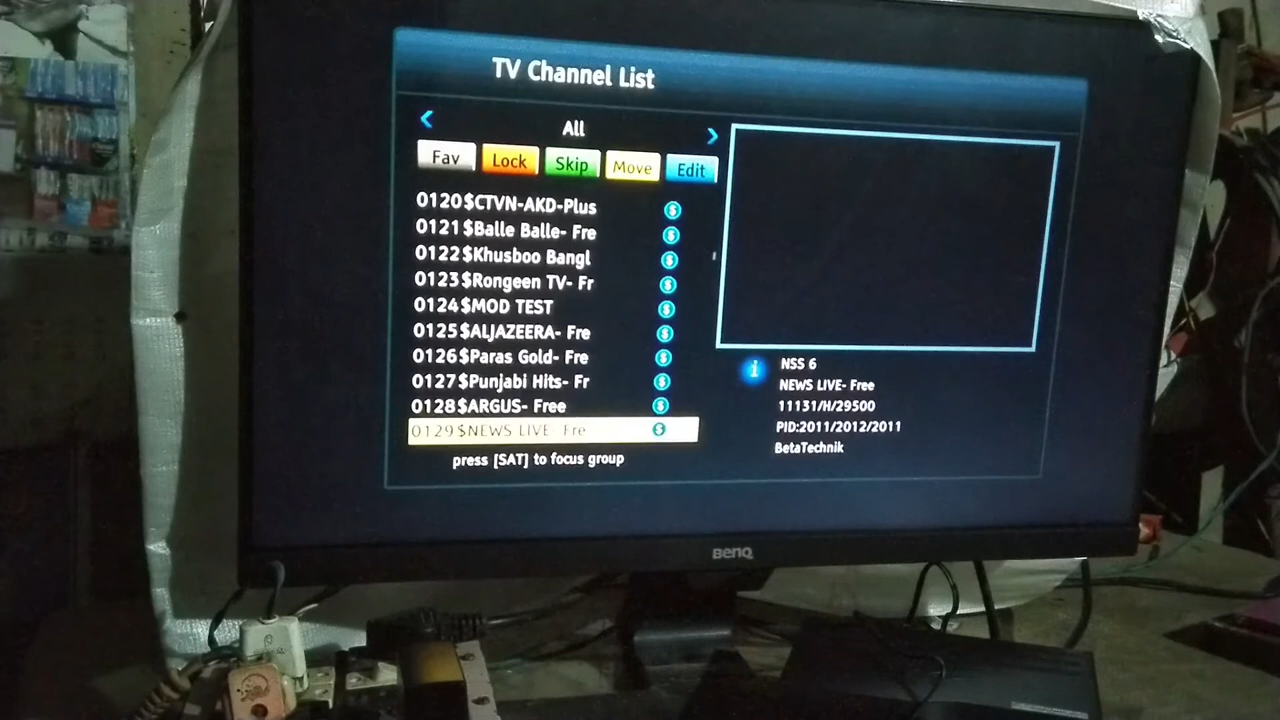 TV Channel List
All
Fav Lock Skip Move Edit
0120$CTVN-AKD-Plus
0121$Balle Balle- Fre
0122$Khusboo Bangl
0123$Rongeen TV- Fr
0124$MOD TEST
0125$ALJAZEERA- Fre
0126$Paras Gold- Fre
0127$Punjabi Hits- Fr
0128$ARGUS- Free
0129$NEWS LIVE- Fre
press [SAT] to focus group
NSS 6
NEWS LIVE- Free
11131/H/29500
PID:2011/2012/2011
BetaTechnik
BenQ